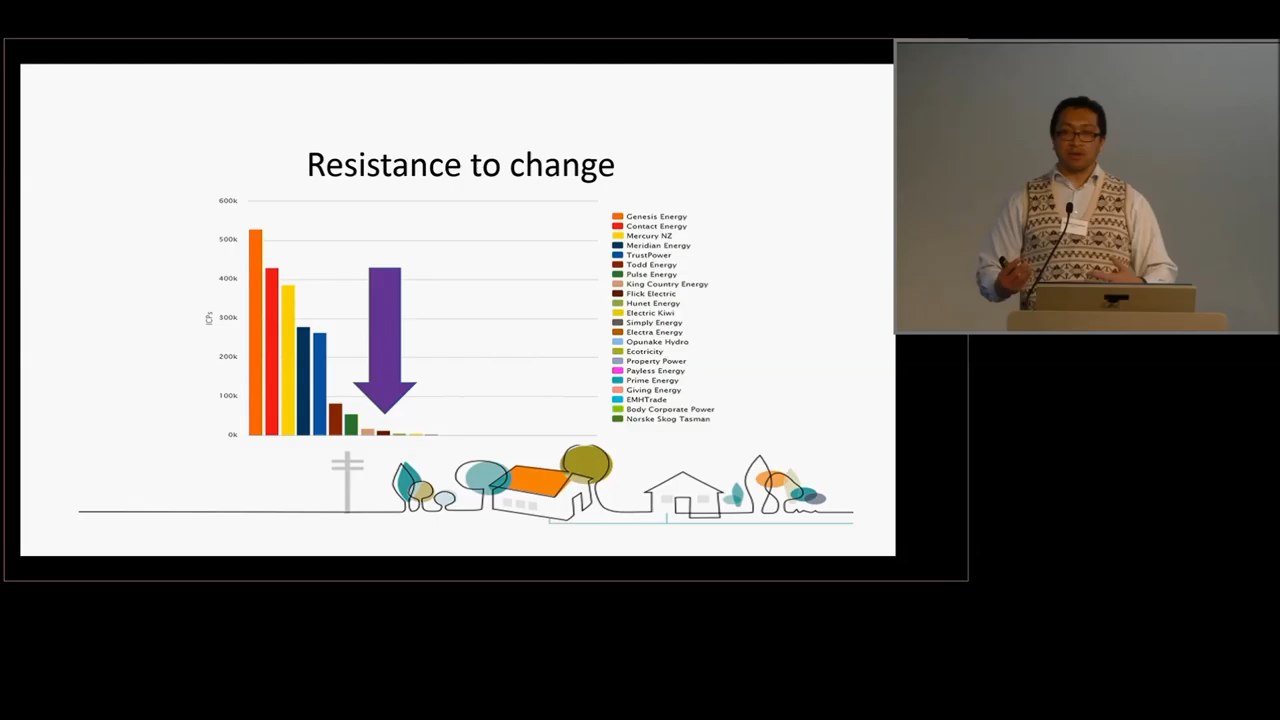 Resistance to change
600k
500k
400k
300k
200k
100k
0k
ICPs
Genesis Energy
Contact Energy
Mercury NZ
Meridian Energy
TrustPower
Todd Energy
Pulse Energy
King Country Energy
Flick Electric
Hunet Energy
Electric Kiwi
Simply Energy
Electra Energy
Opunake Hydro
Ecotricity
Property Power
Payless Energy
Prime Energy
Giving Energy
EMHTrade
Body Corporate Power
Norske Skog Tasman